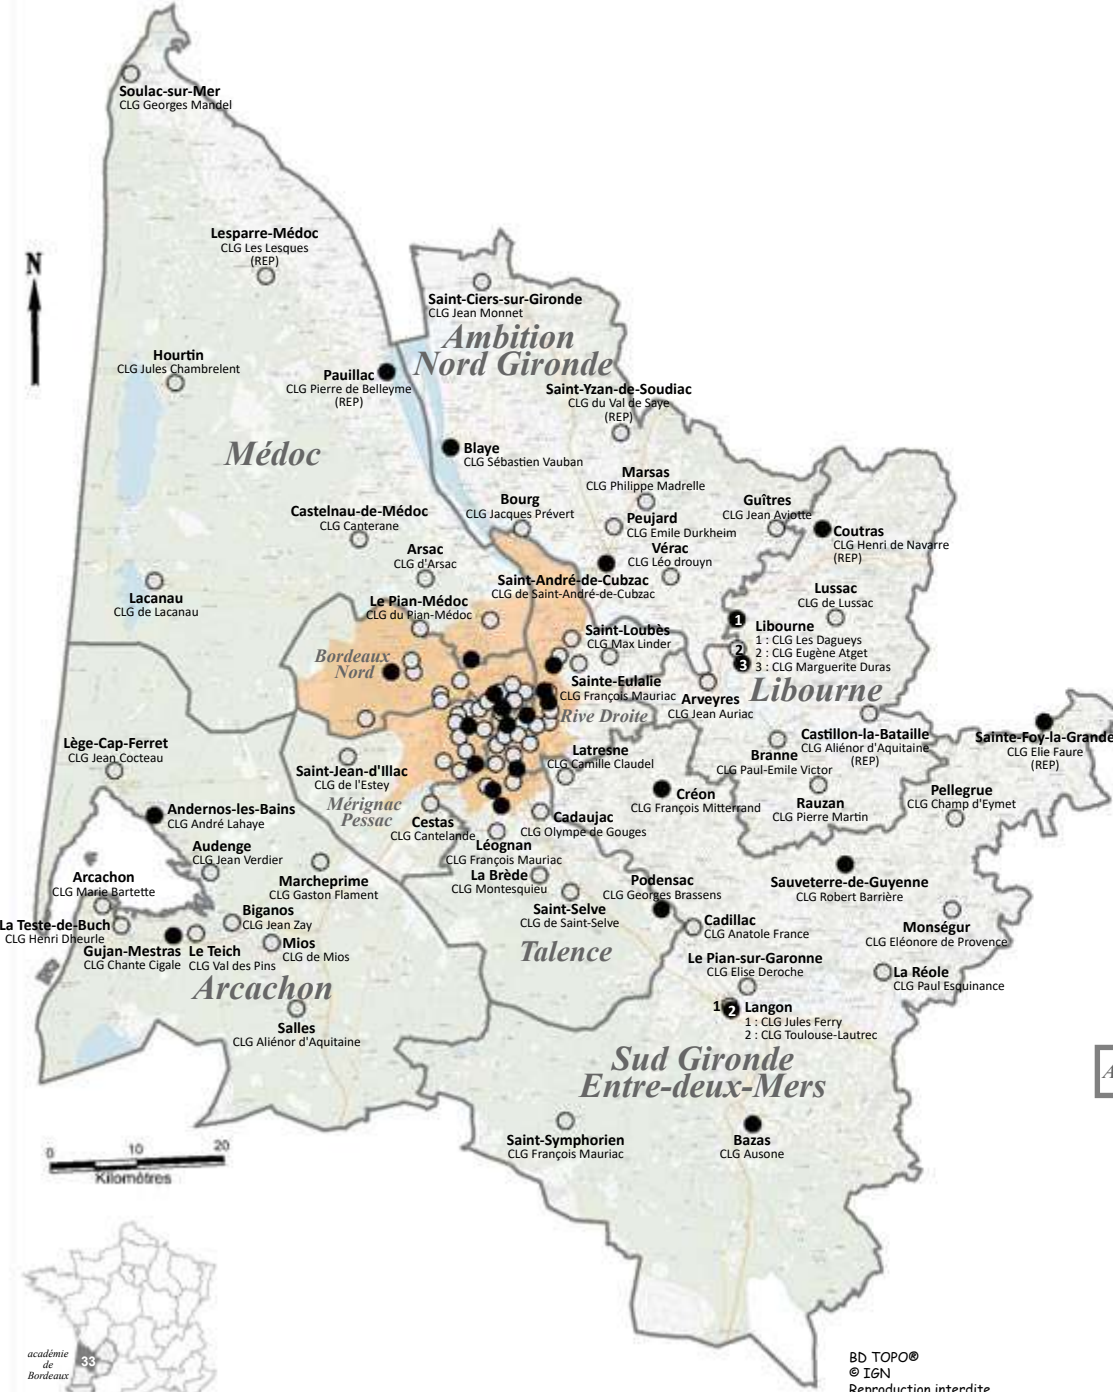 Soulac-sur-Mer
CLG Georges Mandel
Lesparre-Médoc
CLG Les Lesques
(REP)
N
Saint-Ciers-sur-Gironde
CLG Jean Monnet
Ambition
Nord Gironde
Hourtin
CLG Jules Chambrelent
Pauillac
CLG Pierre de Belleyme
(REP)
Saint-Yzan-de-Soudiac
CLG du Val de Saye
(REP)
Médoc
Blaye
CLG Sébastien Vauban
Marsas
CLG Philippe Madrelle
Castelnau-de-Médoc
CLG Canterane
Bourg
CLG Jacques Prévert
Guîtres
CLG Jean Aviotte
Peujard
CLG Emile Durkheim
Coutras
CLG Henri de Navarre
(REP)
Arsac
CLG d'Arsac
Vérac
CLG Léo drouyn
Saint-André-de-Cubzac
CLG de Saint-André-de-Cubzac
Lacanau
CLG de Lacanau
Le Pian-Médoc
CLG du Pian-Médoc
Lussac
CLG de Lussac
1
2
3
Libourne
1 : CLG Les Dagueys
2 : CLG Eugène Atget
3 : CLG Marguerite Duras
Saint-Loubès
CLG Max Linder
Bordeaux
Nord
Sainte-Eulalie
CLG François Mauriac
Libourne
Arveyres
CLG Jean Auriac
Rive Droite
Castillon-la-Bataille
CLG Aliénor d'Aquitaine
(REP)
Sainte-Foy-la-Grande
CLG Elie Faure
(REP)
Lège-Cap-Ferret
CLG Jean Cocteau
Saint-Jean-d'Illac
CLG de l'Estey
Latresne
CLG Camille Claudel
Branne
CLG Paul-Emile Victor
Mérignac
Pessac
Créon
CLG François Mitterrand
Rauzan
CLG Pierre Martin
Pellegrue
CLG Champ d'Eymet
Andernos-les-Bains
CLG André Lahaye
Cestas
CLG Cantelande
Cadaujac
CLG Olympe de Gouges
Audenge
CLG Jean Verdier
Léognan
CLG François Mauriac
Arcachon
CLG Marie Bartette
Marcheprime
CLG Gaston Flament
La Brède
CLG Montesquieu
Podensac
CLG Georges Brassens
Sauveterre-de-Guyenne
CLG Robert Barrière
Saint-Selve
CLG de Saint-Selve
La Teste-de-Buch
CLG Henri Dheurle
Biganos
CLG Jean Zay
Cadillac
CLG Anatole France
Monségur
CLG Eléonore de Provence
Gujan-Mestras
CLG Chante Cigale
Le Teich
CLG Val des Pins
Mios
CLG de Mios
Talence
Le Pian-sur-Garonne
CLG Elise Deroche
La Réole
CLG Paul Esquinance
Arcachon
Salles
CLG Aliénor d'Aquitaine
1
2
Langon
1 : CLG Jules Ferry
2 : CLG Toulouse-Lautrec
Sud Gironde
Entre-deux-Mers
A
Saint-Symphorien
CLG François Mauriac
Bazas
CLG Ausone
0 10 20
Kilomètres
académie
de
Bordeaux
33
BD TOPO®
© IGN
Reproduction interdite